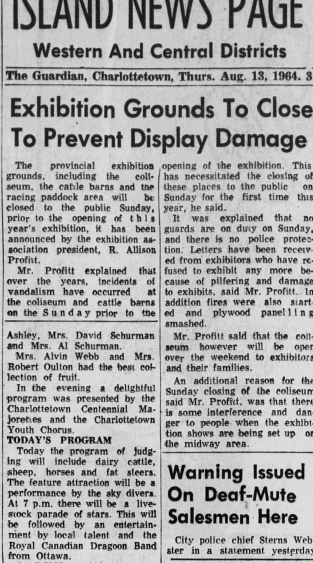 ISLAND NEWS PAGE
Western And Central Districts
The Guardian, Charlottetown, Thurs. Aug. 13, 1964. 3
Exhibition Grounds To Close
To Prevent Display Damage
The provincial exhibition
grounds, including the coli-
seum, the cattle barns and the
racing paddock area will be
closed to the public Sunday,
prior to the opening of this
year's exhibition, it has been
announced by the exhibition as-
sociation president, R. Allison
Profitt.
Mr. Profitt explained that
over the years, incidents of
vandalism have occurred at
the coliseum and cattle barns
on the Sunday prior to the
opening of the exhibition. This
has necessitated the closing of
these places to the public on
Sunday for the first time this
year, he said.
It was explained that no
guards are on duty on Sunday,
and there is no police protec-
tion. Letters have been receiv-
ed from exhibitors who have re-
fused to exhibit any more be-
cause of pilfering and damage
to exhibits, said Mr. Profitt. In
addition fires were also start-
ed and plywood panelling
smashed.
Mr. Profitt said that the coli-
seum however will be open
over the weekend to exhibitors
and their families.
An additional reason for the
Sunday closing of the coliseum
said Mr. Profitt, was that there
is some interference and dan-
ger to people when the exhibi-
tion shows are being set up on
the midway area.
Ashley, Mrs. David Schurman
and Mrs. Al Schurman.
Mrs. Alvin Webb and Mrs.
Robert Oulton had the best col-
lection of fruit.
In the evening a delightful
program was presented by the
Charlottetown Centennial Ma-
jorettes and the Charlottetown
Youth Chorus.
TODAY'S PROGRAM
Today the program of judg-
ing will include dairy cattle,
sheep, horses and fat steers.
The feature attraction will be a
performance by the sky divers.
At 7 p.m. there will be a live-
stock parade of stars. This will
be followed by an entertain-
ment by local talent and the
Royal Canadian Dragoon Band
from Ottawa.
Warning Issued
On Deaf-Mute
Salesmen Here
City police chief Sterns Web
ster in a statement yesterday